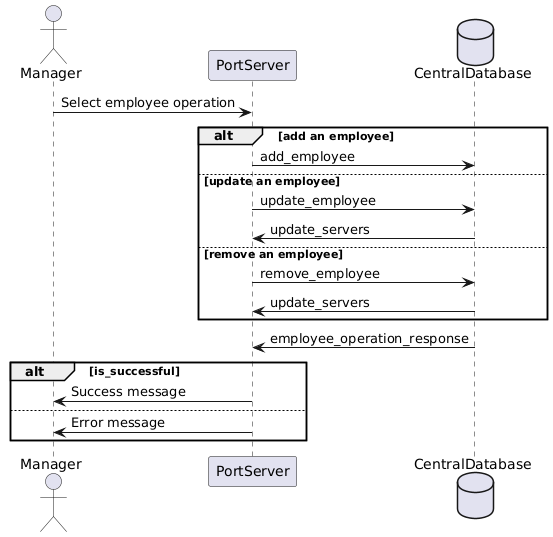 Manager
PortServer
CentralDatabase
Select employee operation
alt [add an employee]
add_employee
[update an employee]
update_employee
update_servers
[remove an employee]
remove_employee
update_servers
employee_operation_response
alt [is_successful]
Success message
Error message
Manager
PortServer
CentralDatabase